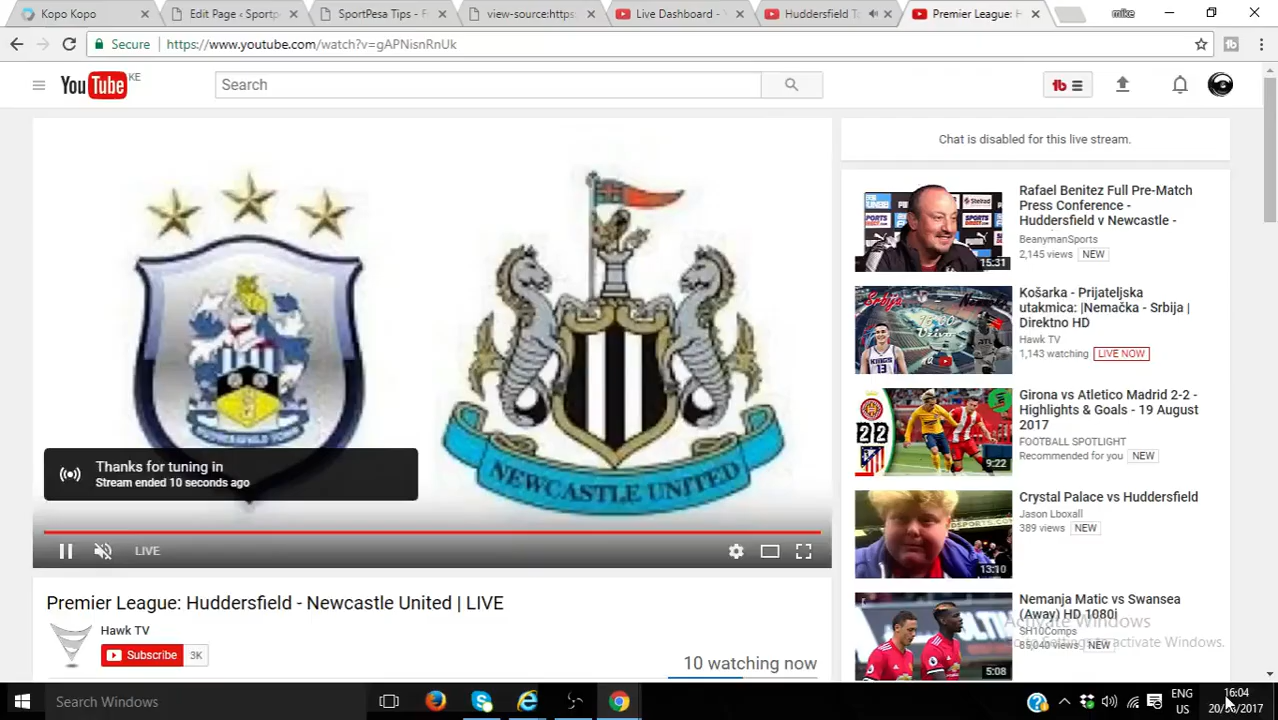 Kopo Kopo
Edit Page ‹ Sportp
SportPesa Tips -
view-source:https:
Live Dashboard -
Huddersfield T
Premier League: H
mike
Secure
https://www.youtube.com/watch?v=gAPNisnRnUk
YouTube KE
Search
Chat is disabled for this live stream.
Rafael Benitez Full Pre-Match
Press Conference -
Huddersfield v Newcastle -
BeanymanSports
2,145 views NEW
15:31
Košarka - Prijateljska
utakmica: |Nemačka - Srbija |
Direktno HD
Hawk TV
1,143 watching LIVE NOW
Girona vs Atletico Madrid 2-2 -
Highlights & Goals - 19 August
2017
FOOTBALL SPOTLIGHT
Recommended for you NEW
9:22
Crystal Palace vs Huddersfield
Jason Lboxall
389 views NEW
13:10
Nemanja Matic vs Swansea
(Away) HD 1080i
SH10Comps
85,040 views NEW
5:08
NEWCASTLE UNITED
Thanks for tuning in
Stream ended 10 seconds ago
LIVE
Premier League: Huddersfield - Newcastle United | LIVE
Hawk TV
Subscribe 3K
10 watching now
Activate Windows
Go to Settings to activate Windows.
Search Windows
ENG
US
16:04
20/08/2017